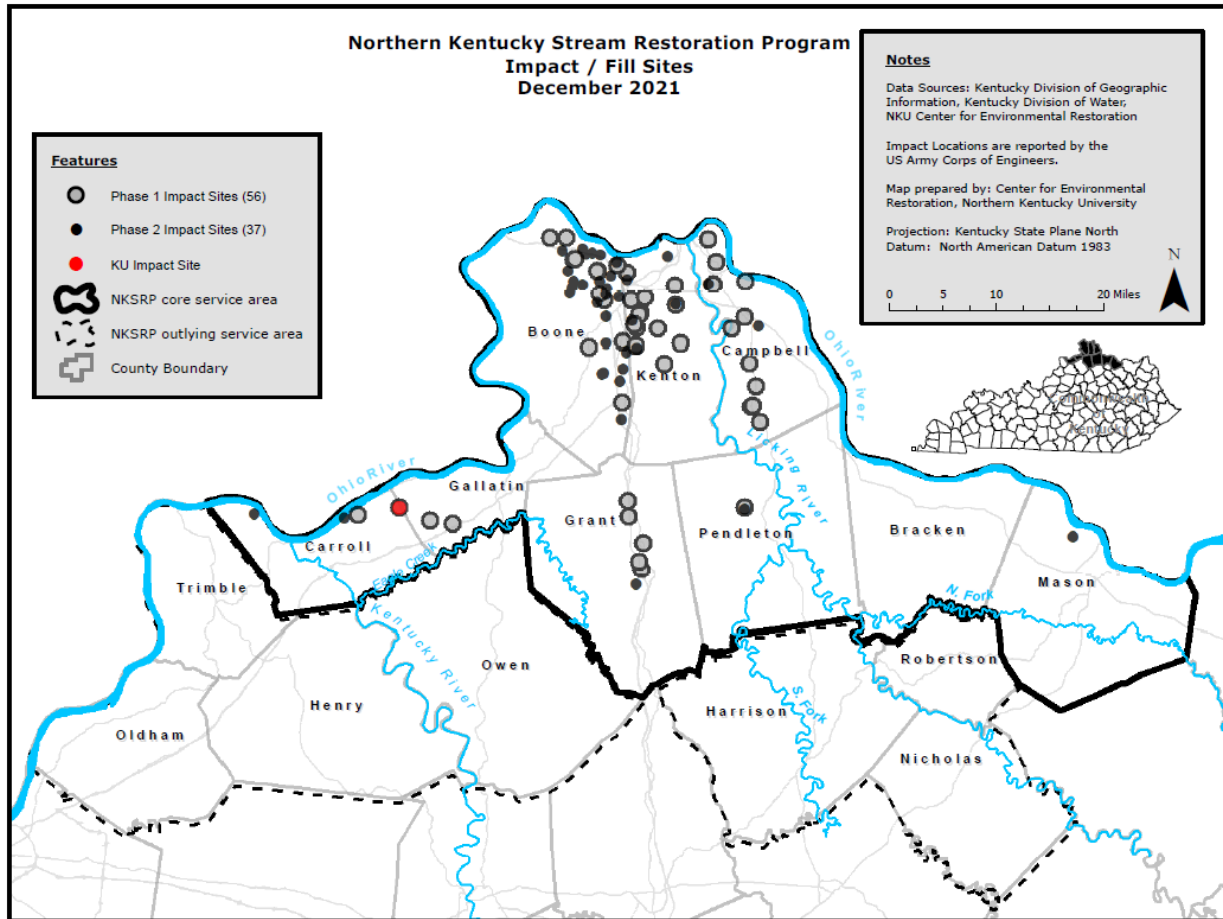 Northern Kentucky Stream Restoration Program
Impact / Fill Sites
December 2021
Notes
Data Sources: Kentucky Division of Geographic
Information, Kentucky Division of Water,
NKU Center for Environmental Restoration
Impact Locations are reported by the
US Army Corps of Engineers.
Map prepared by: Center for Environmental
Restoration, Northern Kentucky University
Projection: Kentucky State Plane North
Datum: North American Datum 1983
N
0 5 10 20 Miles
Features
Phase 1 Impact Sites (56)
Phase 2 Impact Sites (37)
KU Impact Site
NKSRP core service area
NKSRP outlying service area
County Boundary
Commonwealth
of
Kentucky
Boone
Kenton
Campbell
Ohio River
Licking River
Ohio River
Gallatin
Grant
Pendleton
Bracken
Carroll
Eagle Creek
Trimble
Mason
N. Fork
Kentucky River
Owen
Robertson
Henry
Harrison
S. Fork
Oldham
Nicholas